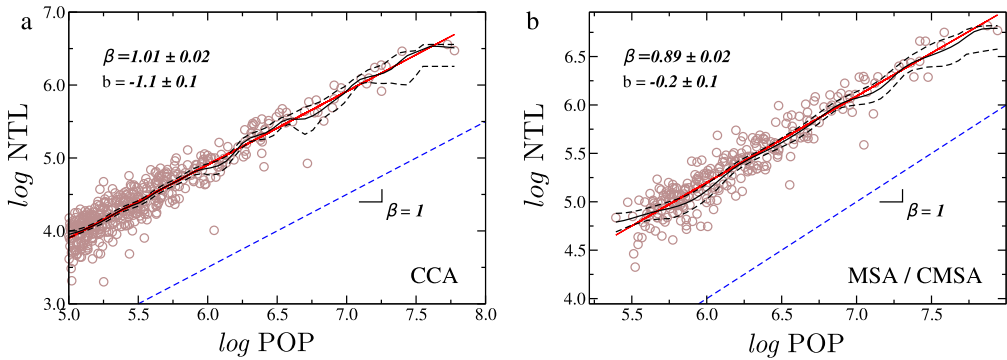 a
log NTL
7.0
6.0
5.0
4.0
3.0
β = 1.01 ± 0.02
b = -1.1 ± 0.1
β = 1
CCA
5.0 5.5 6.0 6.5 7.0 7.5 8.0
log POP
b
log NTL
6.5
6.0
5.5
5.0
4.5
4.0
β = 0.89 ± 0.02
b = -0.2 ± 0.1
β = 1
MSA / CMSA
5.5 6.0 6.5 7.0 7.5
log POP